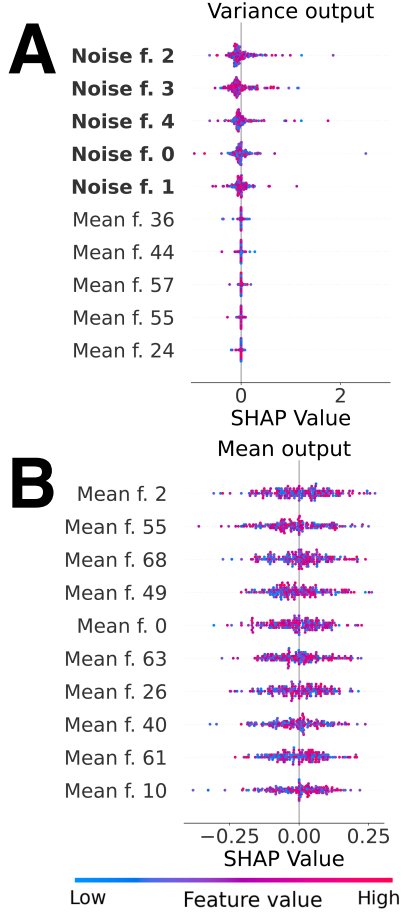 A
Variance output
Noise f. 2
Noise f. 3
Noise f. 4
Noise f. 0
Noise f. 1
Mean f. 36
Mean f. 44
Mean f. 57
Mean f. 55
Mean f. 24
0 2
SHAP Value
B
Mean output
Mean f. 2
Mean f. 55
Mean f. 68
Mean f. 49
Mean f. 0
Mean f. 63
Mean f. 26
Mean f. 40
Mean f. 61
Mean f. 10
−0.25 0.00 0.25
SHAP Value
Low Feature value High